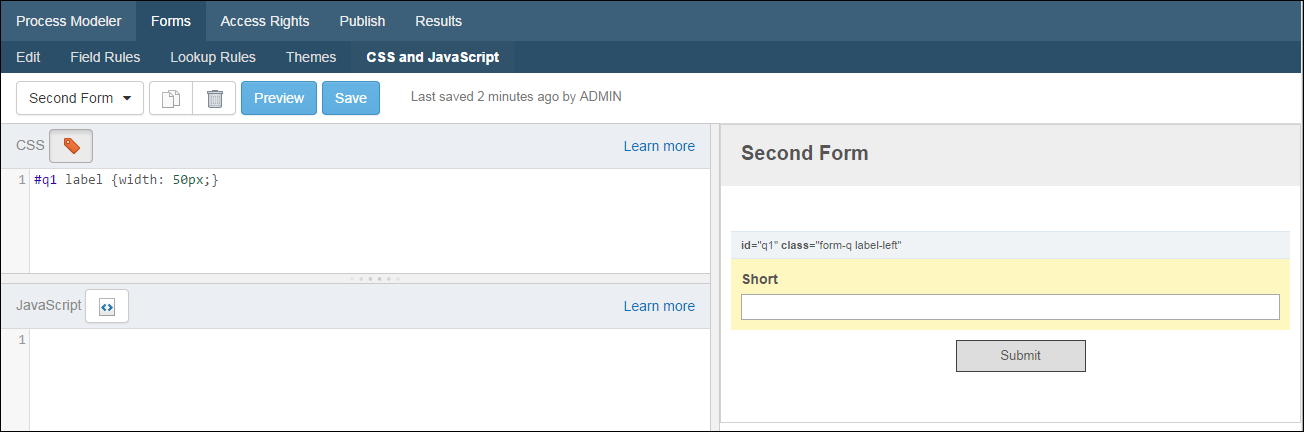 Process Modeler Forms Access Rights Publish Results
Edit Field Rules Lookup Rules Themes CSS and JavaScript
Second Form Preview Save Last saved 2 minutes ago by ADMIN
CSS Learn more
1 #q1 label {width: 50px;}
JavaScript Learn more
1
Second Form
id="q1" class="form-q label-left"
Short
Submit